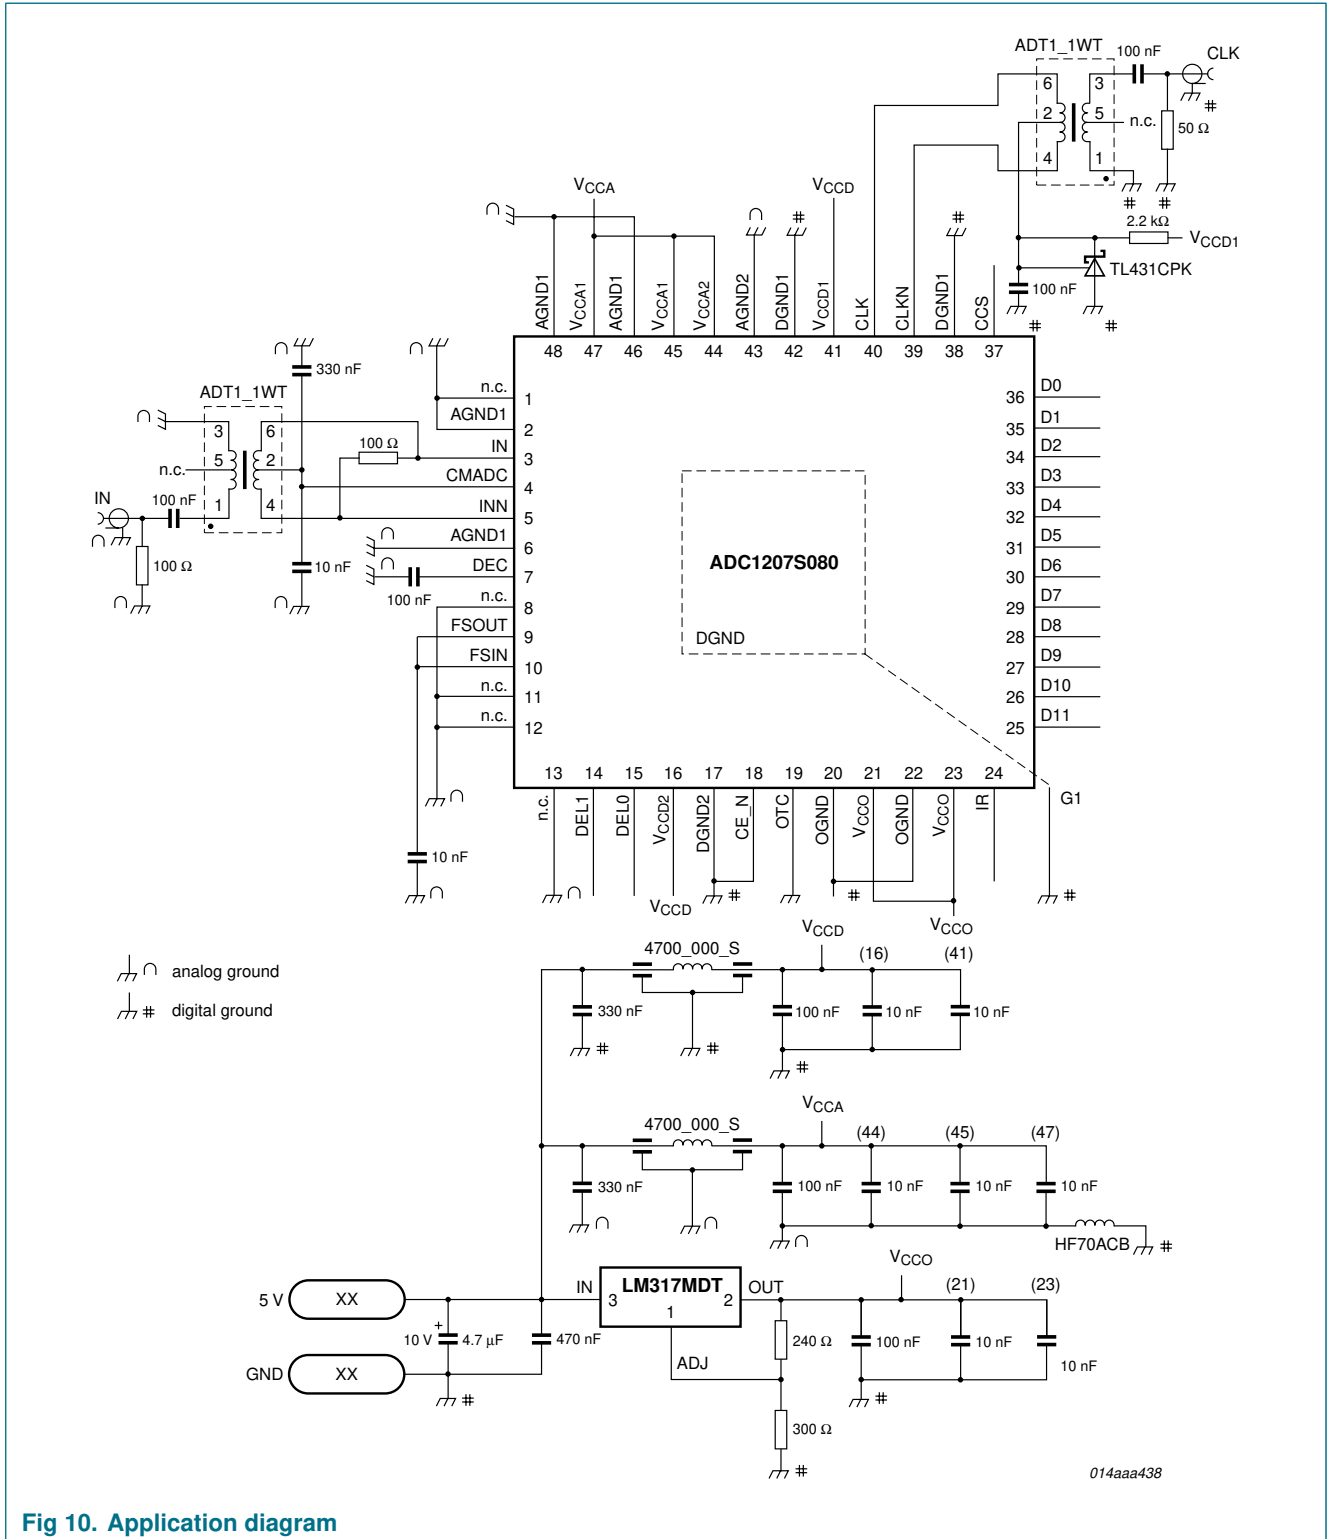 ADT1_1WT
100 nF
CLK
6
3
2
5
n.c.
50 Ω
4
1
#
#
#
2.2 kΩ
VCCD1
TL431CPK
100 nF
#
#
VCCA
VCCD
#
#
AGND1
VCCA1
AGND1
VCCA1
VCCA2
AGND2
DGND1
VCCD1
CLK
CLKN
DGND1
CCS
48
47
46
45
44
43
42
41
40
39
38
37
330 nF
ADT1_1WT
3
6
5
2
n.c.
1
4
IN
100 nF
100 Ω
100 Ω
10 nF
100 nF
n.c.
1
AGND1
2
IN
3
CMADC
4
INN
5
AGND1
6
DEC
7
n.c.
8
FSOUT
9
FSIN
10
n.c.
11
n.c.
12
ADC1207S080
DGND
36 D0
35 D1
34 D2
33 D3
32 D4
31 D5
30 D6
29 D7
28 D8
27 D9
26 D10
25 D11
13
14
15
16
17
18
19
20
21
22
23
24
G1
n.c.
DEL1
DEL0
VCCD2
DGND2
CE_N
OTC
OGND
VCCO
OGND
VCCO
IR
10 nF
VCCD
#
#
VCCO
#
analog ground
# digital ground
4700_000_S
VCCD
(16)
(41)
330 nF
100 nF
10 nF
10 nF
#
#
#
4700_000_S
VCCA
(44)
(45)
(47)
330 nF
100 nF
10 nF
10 nF
10 nF
HF70ACB
#
5 V
XX
IN
3
LM317MDT
2
1
OUT
VCCO
(21)
(23)
10 V
+
4.7 μF
470 nF
ADJ
240 Ω
100 nF
10 nF
10 nF
GND
XX
#
#
300 Ω
#
014aaa438
Fig 10. Application diagram